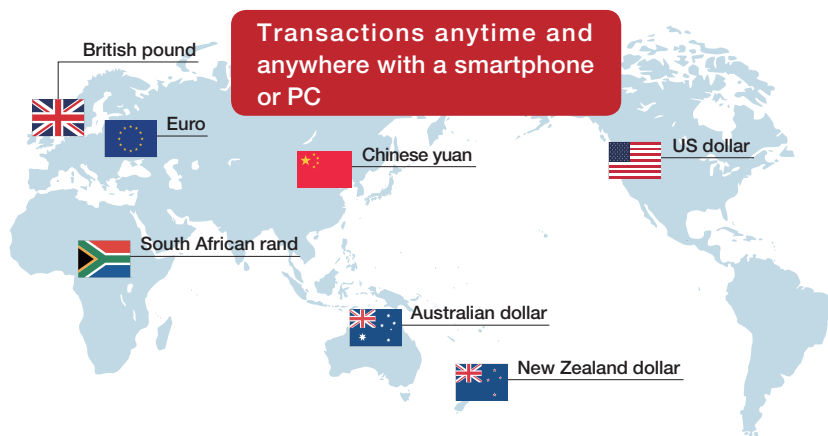 Transactions anytime and
anywhere with a smartphone
or PC
British pound
Euro
Chinese yuan
US dollar
South African rand
Australian dollar
New Zealand dollar